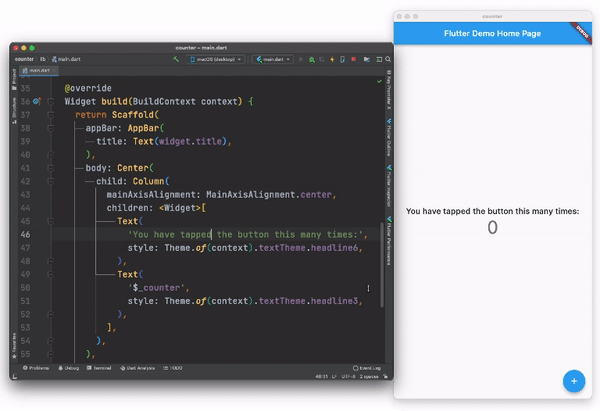 counter – main.dart
counter
lib
main.dart
macOS (desktop)
main.dart
main.dart
35 @override
36 Widget build(BuildContext context) {
37 return Scaffold(
38 appBar: AppBar(
39 title: Text(widget.title),
40 ),
41 body: Center(
42 child: Column(
43 mainAxisAlignment: MainAxisAlignment.center,
44 children: <Widget>[
45 Text(
46 'You have tapped the button this many times:',
47 style: Theme.of(context).textTheme.headline6,
48 ),
49 Text(
50 '$_counter',
51 style: Theme.of(context).textTheme.headline3,
52 ),
53 ],
54 ),
55 ),
Project
Structure
Favorites
Flutter Outline
Flutter Inspector
Flutter Performance
Problems
Debug
Terminal
Dart Analysis
TODO
Event Log
LF
UTF-8
2 spaces
Flutter Demo Home Page
DEBUG
You have tapped the button this many times:
0
+